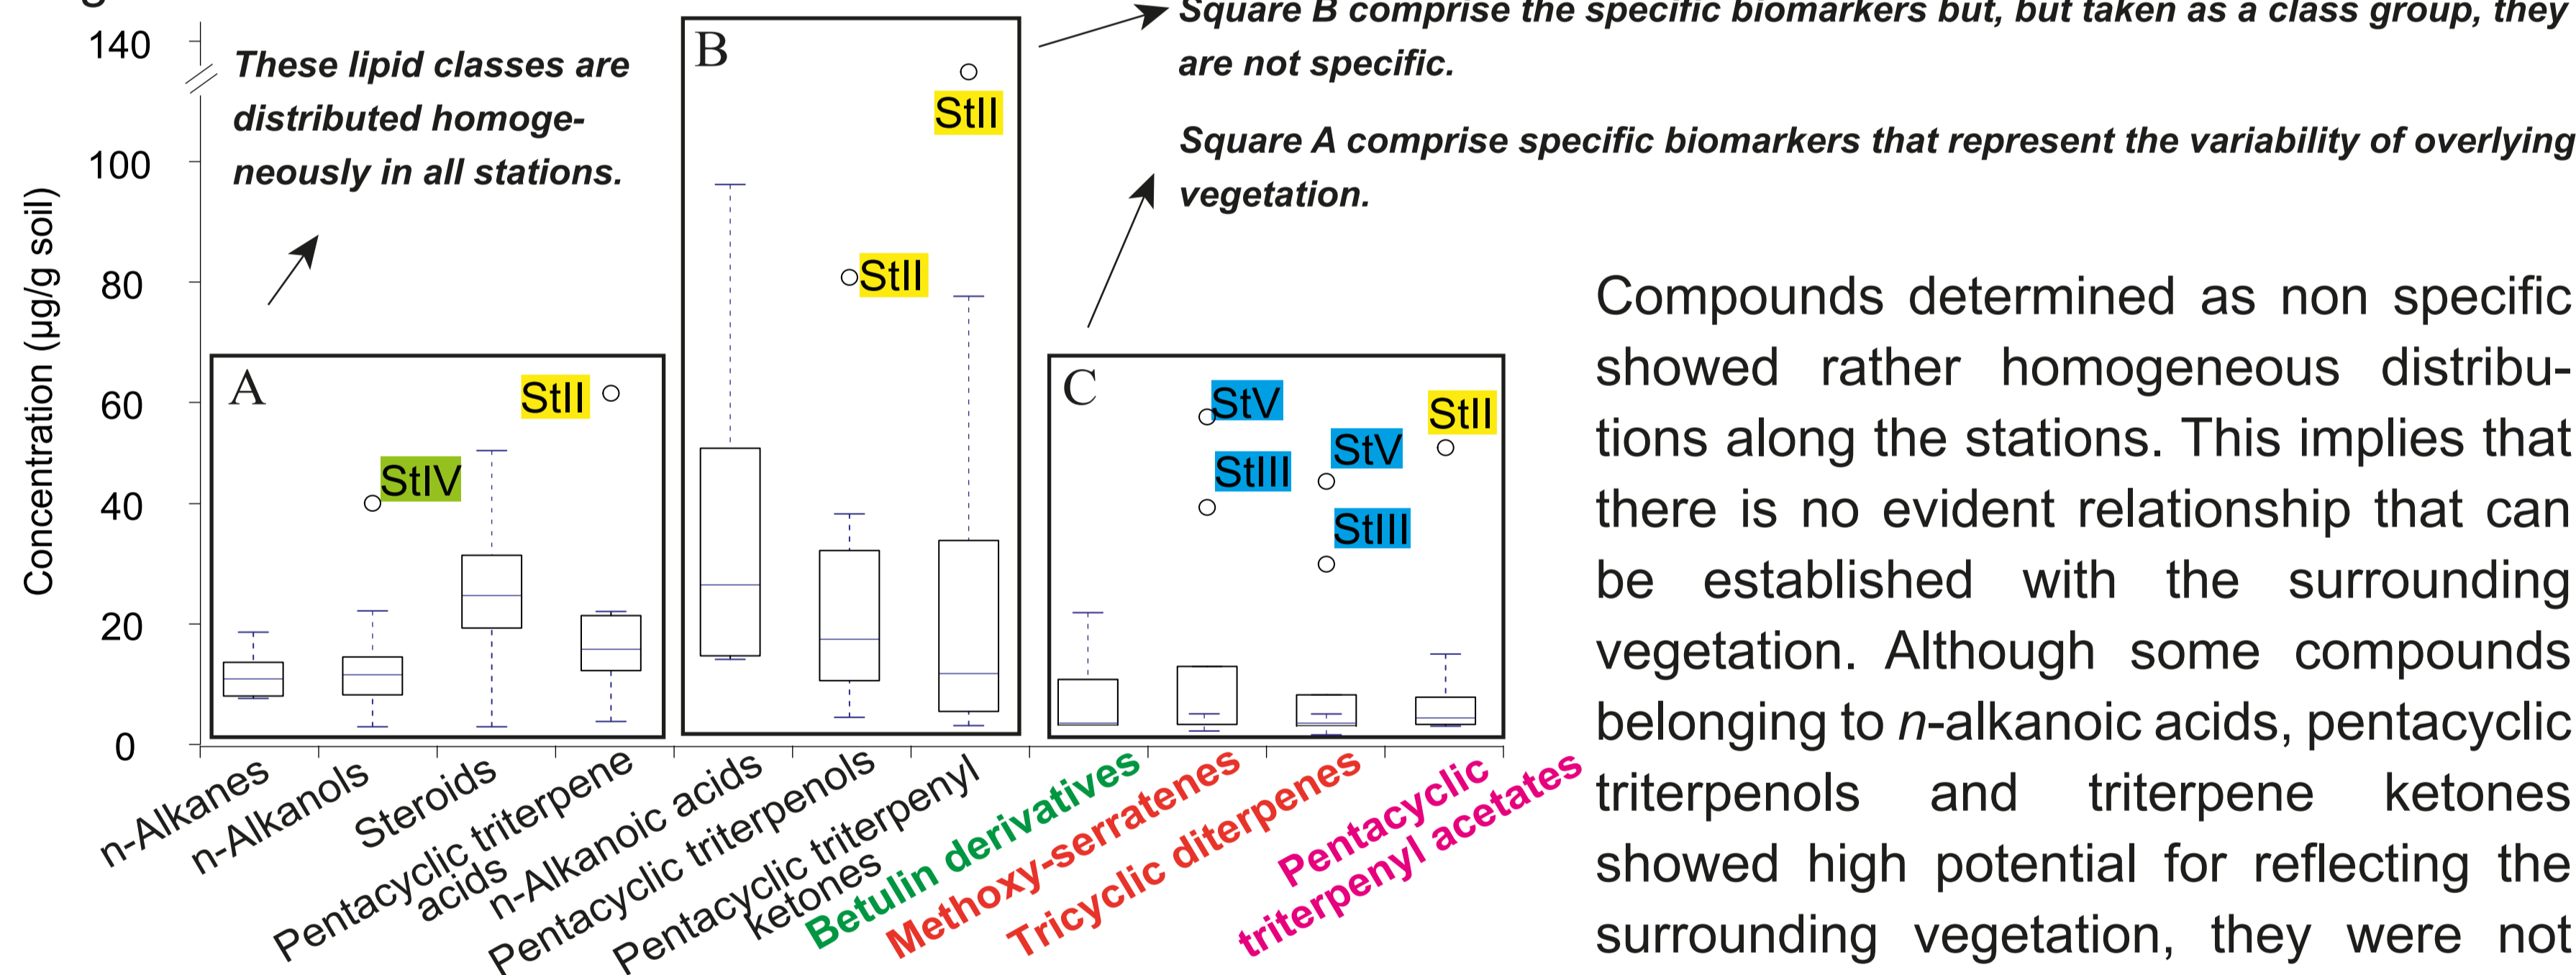 Square B comprise the specific biomarkers but, but taken as a class group, they
are not specific.
Square A comprise specific biomarkers that represent the variability of overlying
vegetation.
These lipid classes are
distributed homoge-
neously in all stations.
Concentration (µg/g soil)
140
100
80
60
40
20
0
A
StIV
StII
B
StII
StII
C
StV
StIII
StV
StIII
StII
n-Alkanes
n-Alkanols
Steroids
Pentacyclic triterpene
acids
n-Alkanoic acids
Pentacyclic triterpenols
Pentacyclic triterpenyl
ketones
Betulin derivatives
Methoxy-serratenes
Tricyclic diterpenes
Pentacyclic
triterpenyl acetates
Compounds determined as non specific
showed rather homogeneous distribu-
tions along the stations. This implies that
there is no evident relationship that can
be established with the surrounding
vegetation. Although some compounds
belonging to n-alkanoic acids, pentacyclic
triterpenols and triterpene ketones
showed high potential for reflecting the
surrounding vegetation, they were not